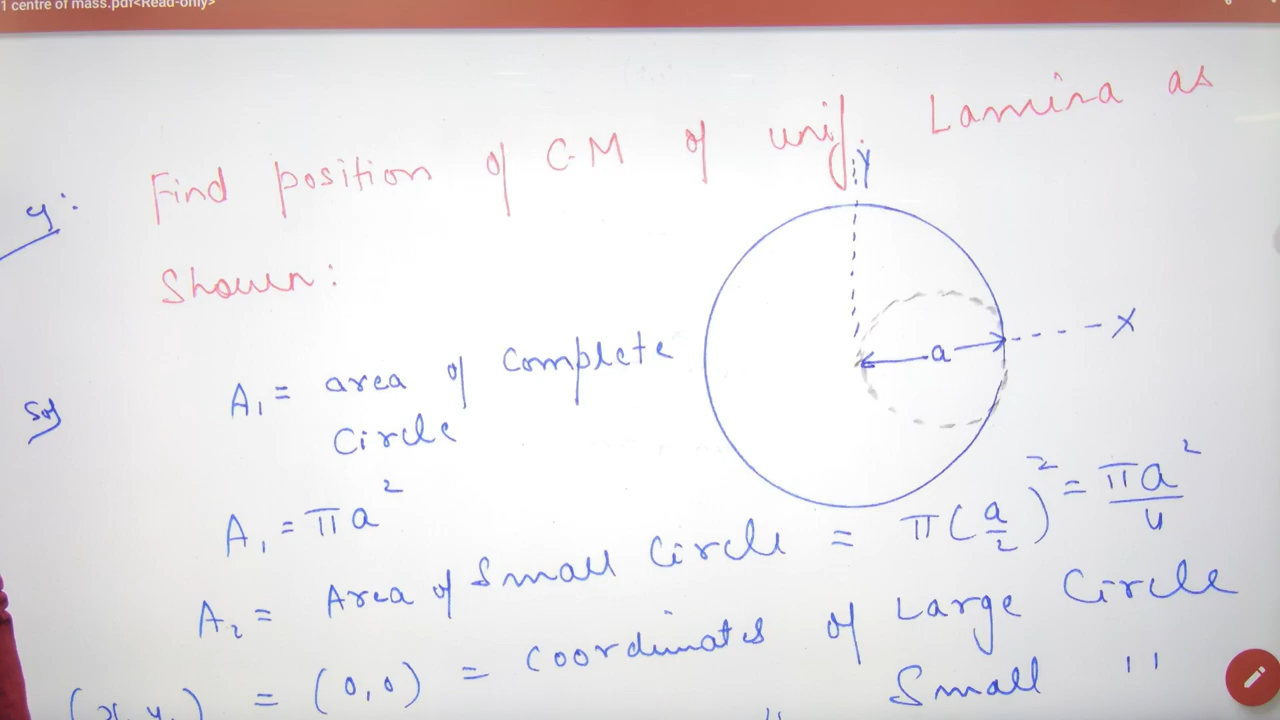 1 centre of mass.pdf<Read-only>
Find position of C-M of unif. Lamina as
Shown:
Y
X
a
Sol
A₁ = area of Complete
Circle
A₁ = πa²
A₂ = Area of Small Circle = π(a/2)² = πa²/4
(x₁, y₁) = (0,0) = Coordinates of Large Circle
Small "